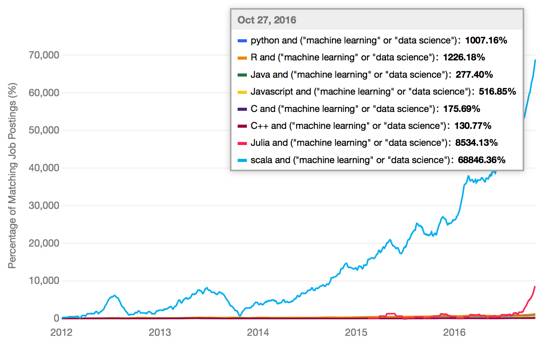 Oct 27, 2016
python and ("machine learning" or "data science"): 1007.16%
R and ("machine learning" or "data science"): 1226.18%
Java and ("machine learning" or "data science"): 277.40%
Javascript and ("machine learning" or "data science"): 516.85%
C and ("machine learning" or "data science"): 175.69%
C++ and ("machine learning" or "data science"): 130.77%
Julia and ("machine learning" or "data science"): 8534.13%
scala and ("machine learning" or "data science"): 68846.36%
Percentage of Matching Job Postings (%)
70,000
60,000
50,000
40,000
30,000
20,000
10,000
0
2012 2013 2014 2015 2016